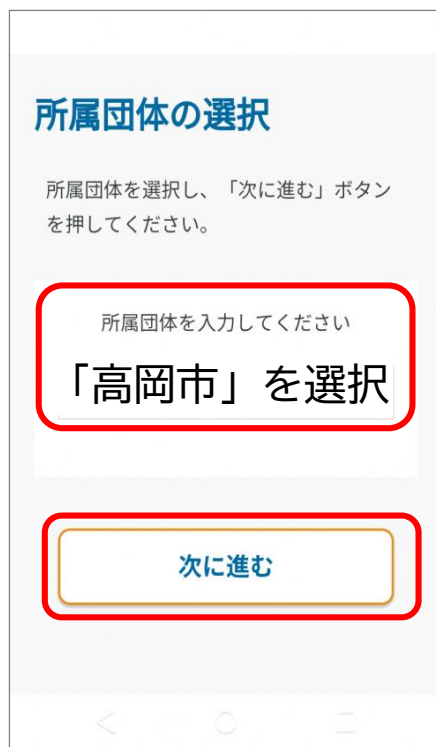 所属団体の選択
所属団体を選択し、「次に進む」ボタン
を押してください。
所属団体を入力してください
「高岡市」を選択
次に進む